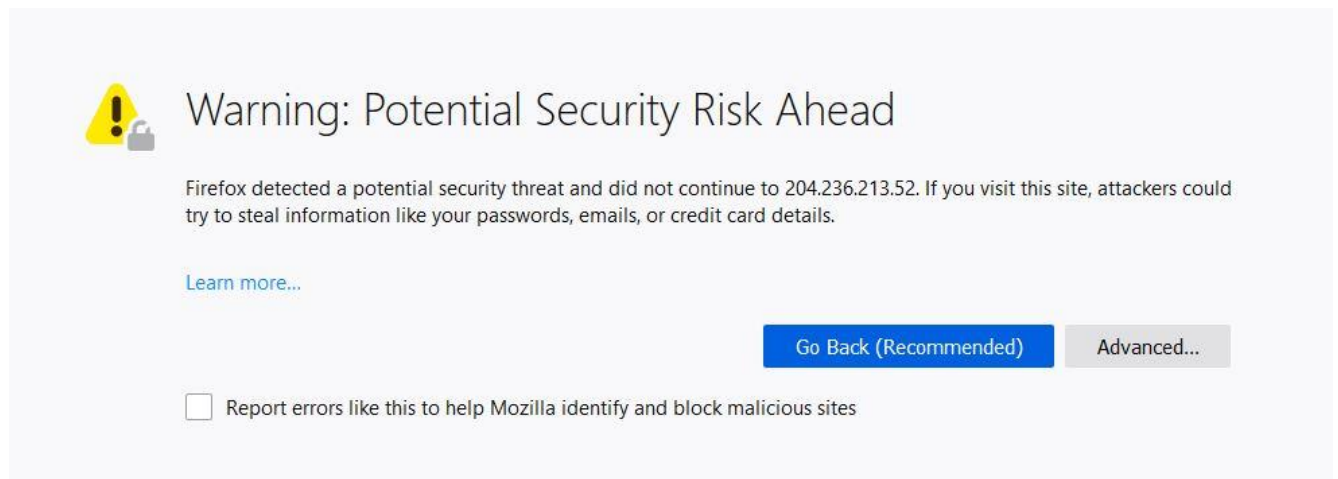 Warning: Potential Security Risk Ahead
Firefox detected a potential security threat and did not continue to 204.236.213.52. If you visit this site, attackers could
try to steal information like your passwords, emails, or credit card details.
Learn more...
Go Back (Recommended)
Advanced...
Report errors like this to help Mozilla identify and block malicious sites